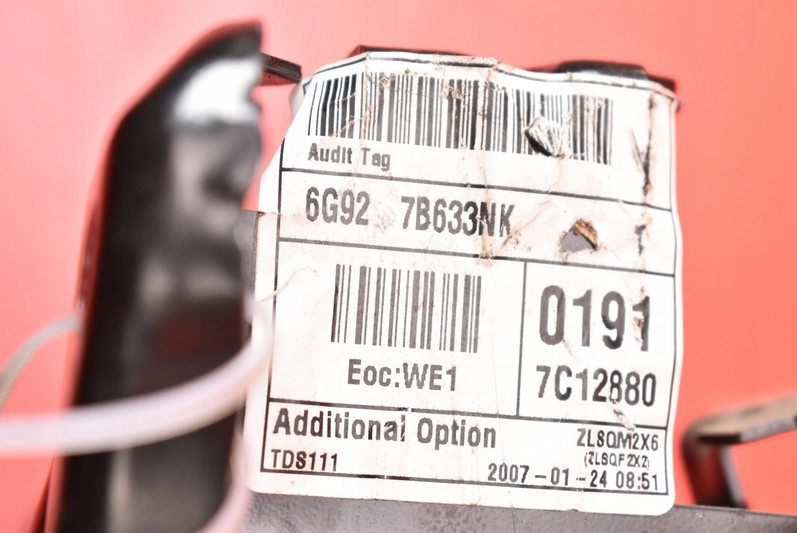 Audit Tag
6G92 7B633NK
0191
Eoc:WE1
7C12880
Additional Option
ZLSQM2X6
(ZLSQF2X2)
TDS111
2007-01-24 08:51